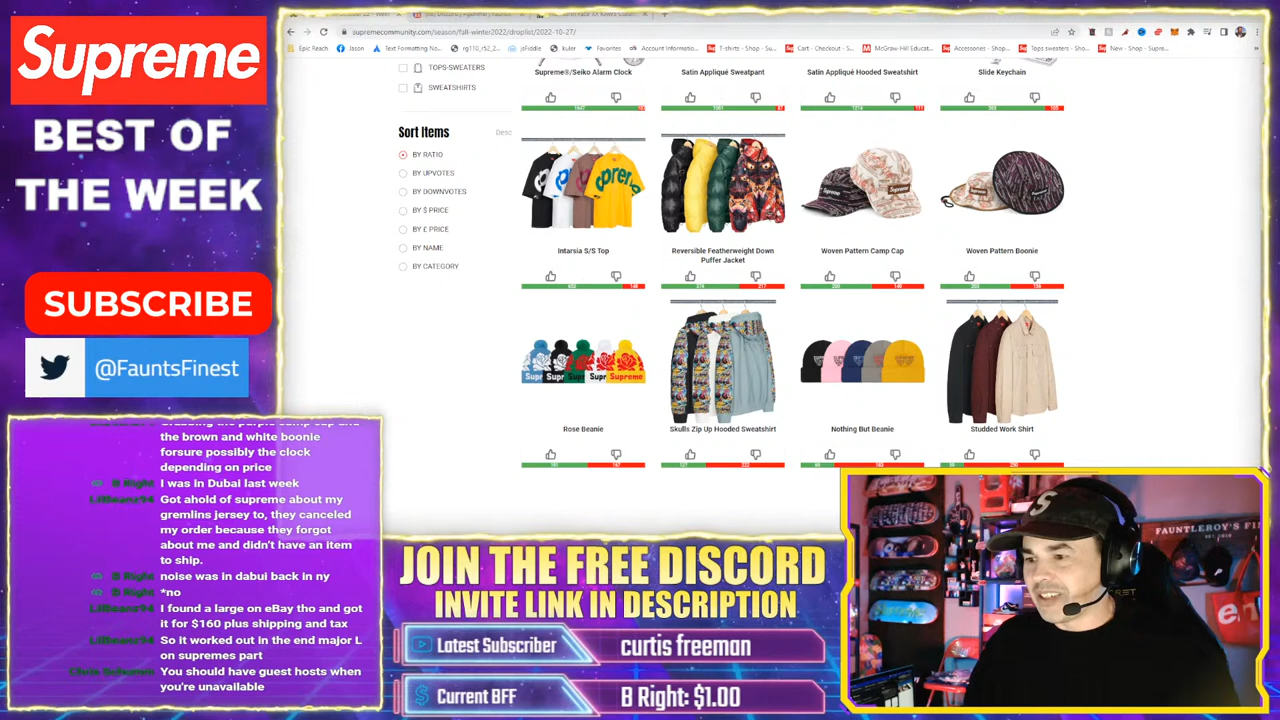 Supreme
BEST OF
THE WEEK
SUBSCRIBE
@FauntsFinest
the brown and white boonie
forsure possibly the clock
depending on price
B Right I was in Dubai last week
Got ahold of supreme about my
gremlins jersey to, they canceled
my order because they forgot
about me and didn't have an item
to ship.
B Right noise was in dabui back in ny
B Right *no
I found a large on eBay tho and got
it for $160 plus shipping and tax
So it worked out in the end major L
on supremes part
You should have guest hosts when
you're unavailable
supremecommunity.com/season/fall-winter2022/droplist/2022-10-27/
Epic Reach
Jason
Text Formatting No...
rg110_r52_2...
jsFiddle
kuler
Favorites
Account Informatio...
T-shirts - Shop - Su...
Cart - Checkout - S...
McGraw-Hill Educat...
Accessories - Shop...
Tops sweaters - Sho...
New - Shop - Supre...
TOPS-SWEATERS
SWEATSHIRTS
Sort Items
Desc
BY RATIO
BY UPVOTES
BY DOWNVOTES
BY $ PRICE
BY £ PRICE
BY NAME
BY CATEGORY
Supreme®/Seiko Alarm Clock
Satin Appliqué Sweatpant
Satin Appliqué Hooded Sweatshirt
Slide Keychain
Intarsia S/S Top
Reversible Featherweight Down
Puffer Jacket
Woven Pattern Camp Cap
Woven Pattern Boonie
Rose Beanie
Skulls Zip Up Hooded Sweatshirt
Nothing But Beanie
Studded Work Shirt
JOIN THE FREE DISCORD
INVITE LINK IN DESCRIPTION
Latest Subscriber
curtis freeman
Current BFF
B Right: $1.00